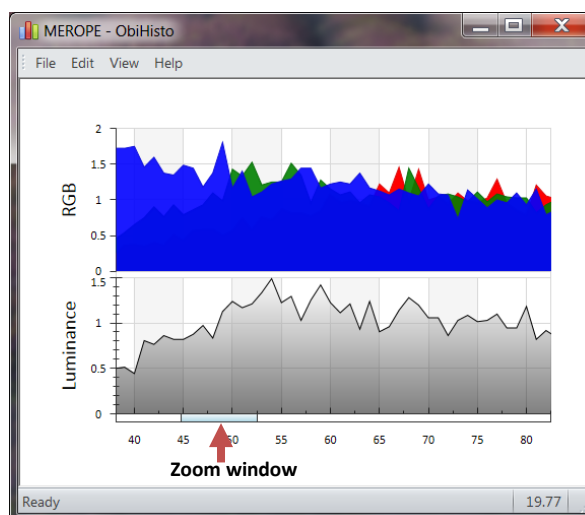 MEROPE - ObiHisto
File Edit View Help
2
1.5
1
0.5
0
RGB
1.5
1
0.5
0
Luminance
40 45 50 55 60 65 70 75 80
Zoom window
Ready 19.77